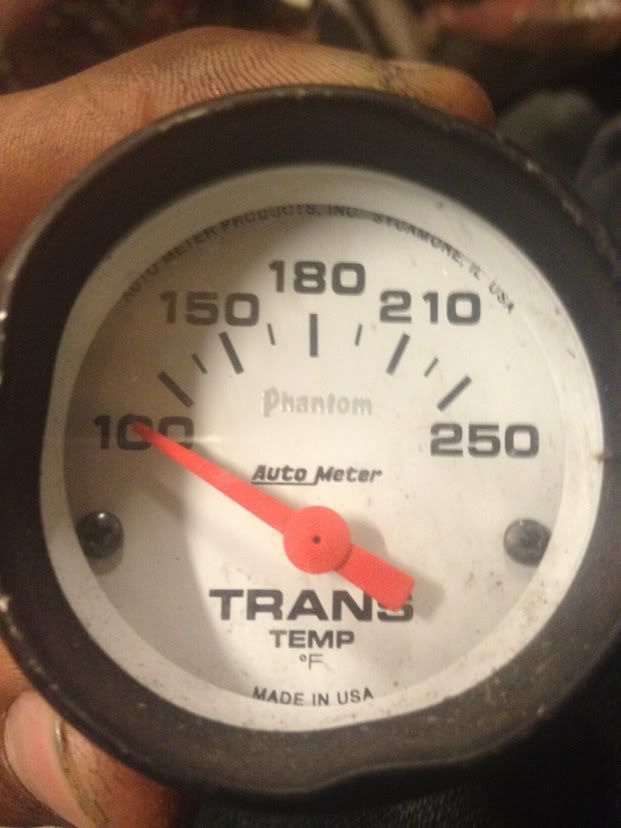 AUTO METER PRODUCTS, INC. SYCAMORE, IL USA
100 150 180 210 250
Phantom
Auto Meter
TRANS
TEMP
°F
MADE IN USA